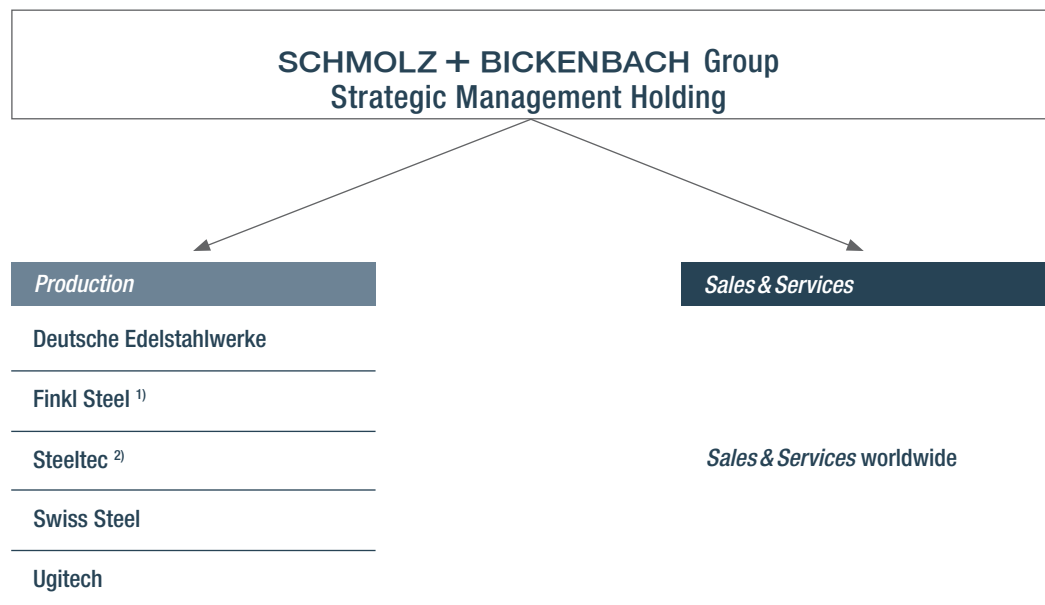 SCHMOLZ + BICKENBACH Group
Strategic Management Holding
Production
Deutsche Edelstahlwerke
Finkl Steel 1)
Steeltec 2)
Swiss Steel
Ugitech
Sales & Services
Sales & Services worldwide